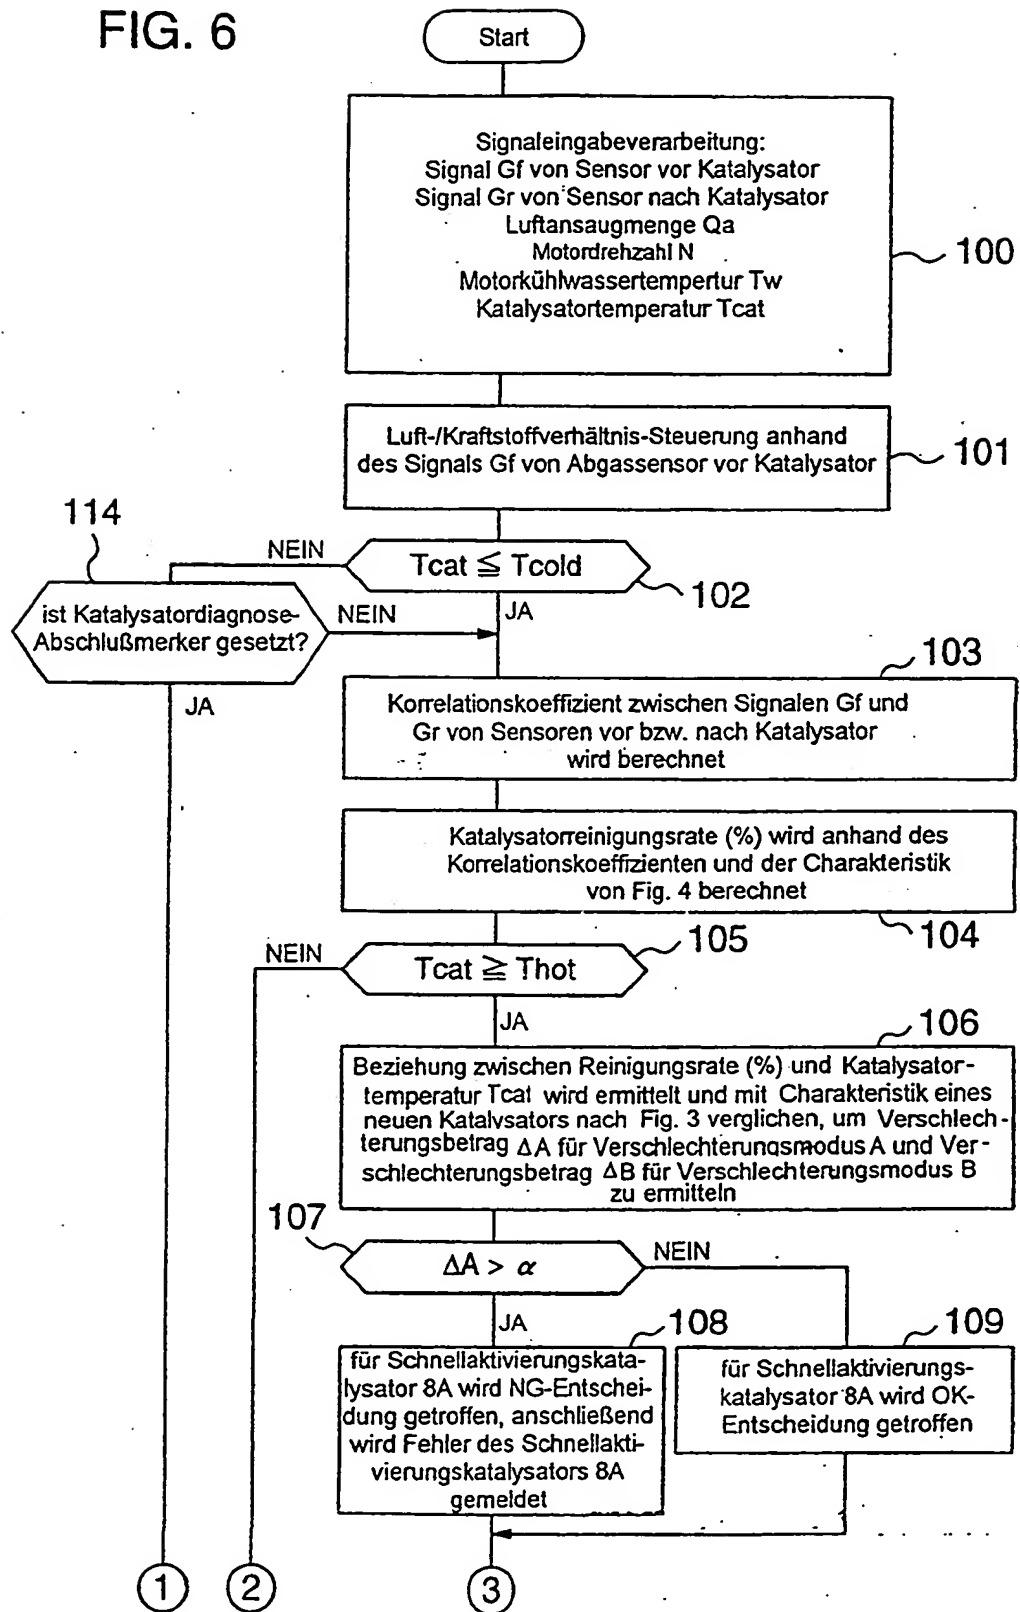 FIG. 6
Start
Signaleingabeverarbeitung:
Signal Gf von Sensor vor Katalysator
Signal Gr von Sensor nach Katalysator
Luftansaugmenge Qa
Motordrehzahl N
Motorkühlwassertempertur Tw
Katalysatortemperatur Tcat
100
Luft-/Kraftstoffverhältnis-Steuerung anhand
des Signals Gf von Abgassensor vor Katalysator
101
114
NEIN
Tcat ≦ Tcold
102
JA
ist Katalysatordiagnose-
Abschlußmerker gesetzt?
NEIN
JA
103
Korrelationskoeffizient zwischen Signalen Gf und
Gr von Sensoren vor bzw. nach Katalysator
wird berechnet
Katalysatorreinigungsrate (%) wird anhand des
Korrelationskoeffizienten und der Charakteristik
von Fig. 4 berechnet
104
105
NEIN
Tcat ≧ Thot
JA
106
Beziehung zwischen Reinigungsrate (%) und Katalysator-
temperatur Tcat wird ermittelt und mit Charakteristik eines
neuen Katalysators nach Fig. 3 verglichen, um Verschlech-
terungsbetrag ΔA für Verschlechterungsmodus A und Ver-
schlechterungsbetrag ΔB für Verschlechterungsmodus B
zu ermitteln
107
ΔA > α
NEIN
JA
108
109
für Schnellaktivierungskata-
lysator 8A wird NG-Entschei-
dung getroffen, anschließend
wird Fehler des Schnellakti-
vierungskatalysators 8A
gemeldet
für Schnellaktivierungs-
katalysator 8A wird OK-
Entscheidung getroffen
1
2
3